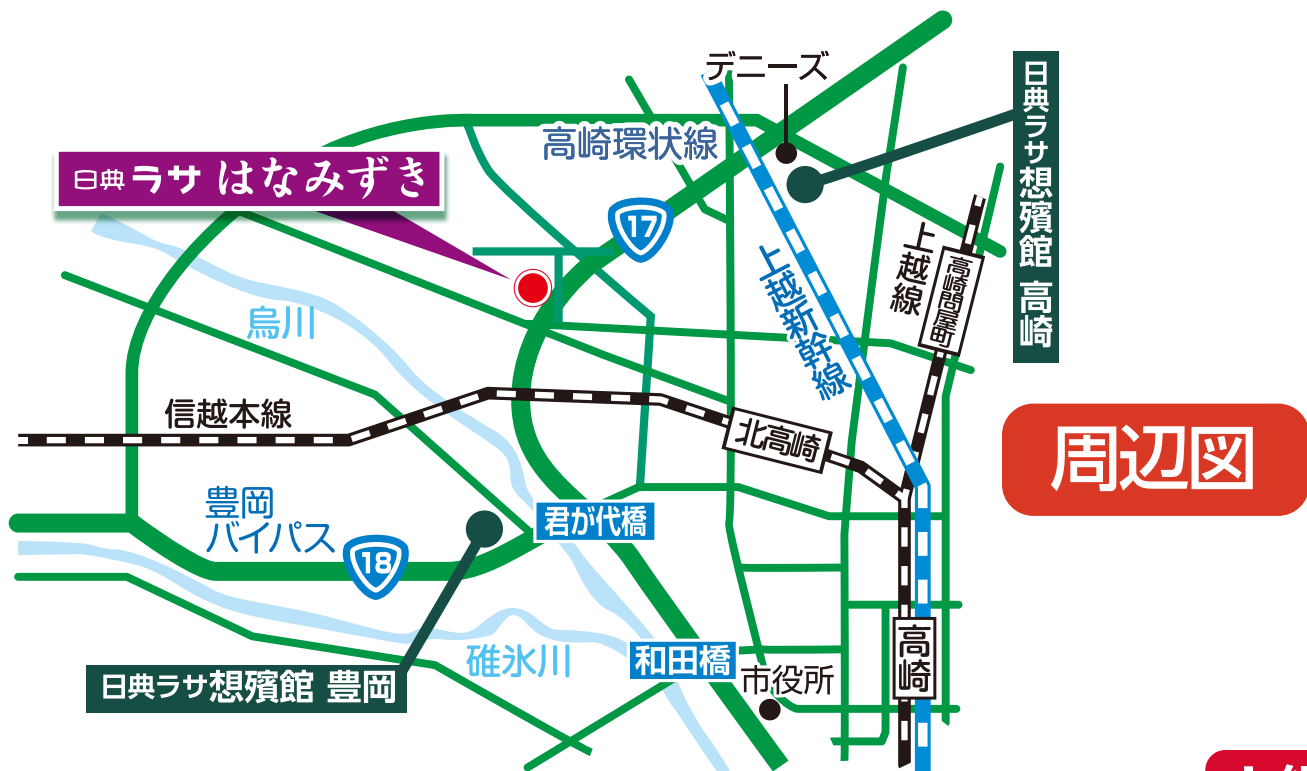 デニーズ
日典ラサ想殯館 高崎
高崎環状線
日典 ラサ はなみずき
17
上越新幹線
上越線
高崎問屋町
烏川
信越本線
北高崎
周辺図
豊岡
バイパス
18
君が代橋
日典ラサ想殯館 豊岡
碓氷川
和田橋
市役所
高崎